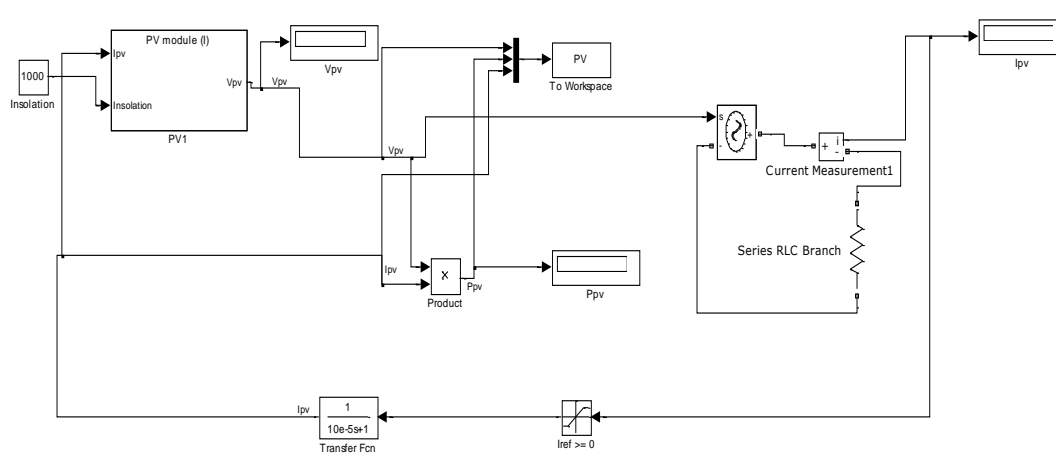 PV module (I)
Ipv
Insolation
Vpv
PV1
1000
Insolation
Vpv
Vpv
Vpv
PV
To Workspace
Ipv
s
+
-
+
i
-
Current Measurement1
Series RLC Branch
Ipv
X
Product
Ppv
Ppv
Ipv
1
10e-5s+1
Transfer Fcn
Iref >= 0